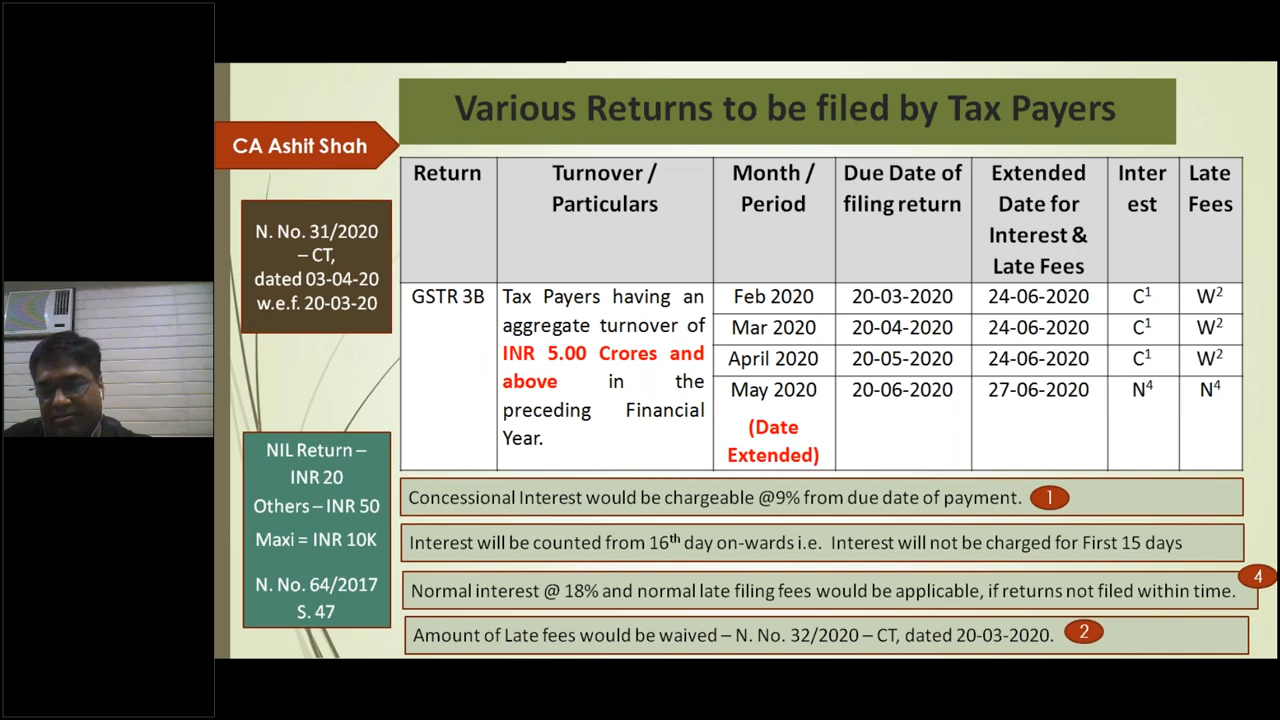 Various Returns to be filed by Tax Payers
CA Ashit Shah
N. No. 31/2020
– CT,
dated 03-04-20
w.e.f. 20-03-20
NIL Return –
INR 20
Others – INR 50
Maxi = INR 10K
N. No. 64/2017
S. 47
Return
Turnover /
Particulars
Month /
Period
Due Date of
filing return
Extended
Date for
Interest &
Late Fees
Inter
est
Late
Fees
GSTR 3B
Tax Payers having an
aggregate turnover of
INR 5.00 Crores and
above in the
preceding Financial
Year.
Feb 2020 20-03-2020 24-06-2020 C¹ W²
Mar 2020 20-04-2020 24-06-2020 C¹ W²
April 2020 20-05-2020 24-06-2020 C¹ W²
May 2020 20-06-2020 27-06-2020 N⁴ N⁴
(Date
Extended)
Concessional Interest would be chargeable @9% from due date of payment. 1
Interest will be counted from 16th day on-wards i.e. Interest will not be charged for First 15 days
4
Normal interest @ 18% and normal late filing fees would be applicable, if returns not filed within time.
Amount of Late fees would be waived – N. No. 32/2020 – CT, dated 20-03-2020. 2